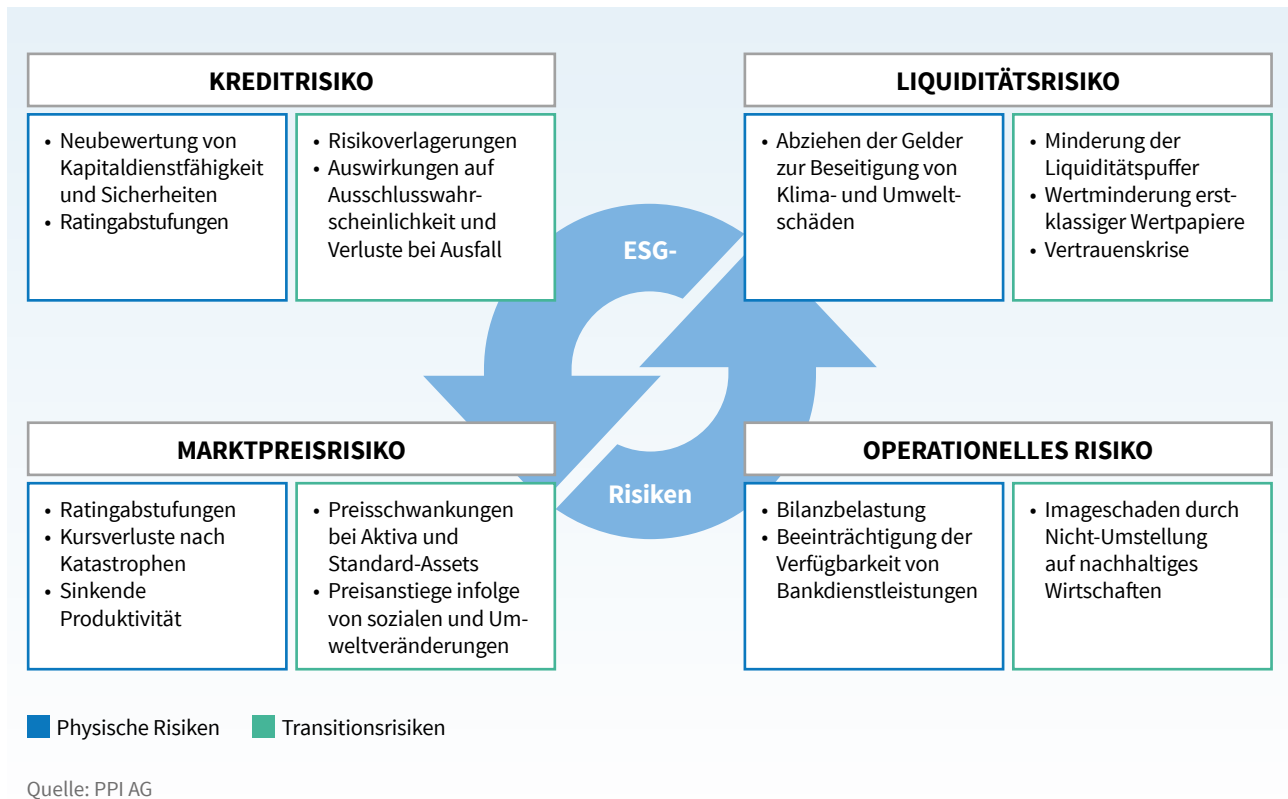 KREDITRISIKO
• Neubewertung von
Kapitaldienstfähigkeit
und Sicherheiten
• Ratingabstufungen
• Risikoverlagerungen
• Auswirkungen auf
Ausschlusswahr-
scheinlichkeit und
Verluste bei Ausfall
LIQUIDITÄTSRISIKO
• Abziehen der Gelder
zur Beseitigung von
Klima- und Umwelt-
schäden
• Minderung der
Liquiditätspuffer
• Wertminderung erst-
klassiger Wertpapiere
• Vertrauenskrise
ESG-
Risiken
MARKTPREISRISIKO
• Ratingabstufungen
• Kursverluste nach
Katastrophen
• Sinkende
Produktivität
• Preisschwankungen
bei Aktiva und
Standard-Assets
• Preisanstiege infolge
von sozialen und Um-
weltveränderungen
OPERATIONELLES RISIKO
• Bilanzbelastung
• Beeinträchtigung der
Verfügbarkeit von
Bankdienstleistungen
• Imageschaden durch
Nicht-Umstellung
auf nachhaltiges
Wirtschaften
Physische Risiken
Transitionsrisiken
Quelle: PPI AG